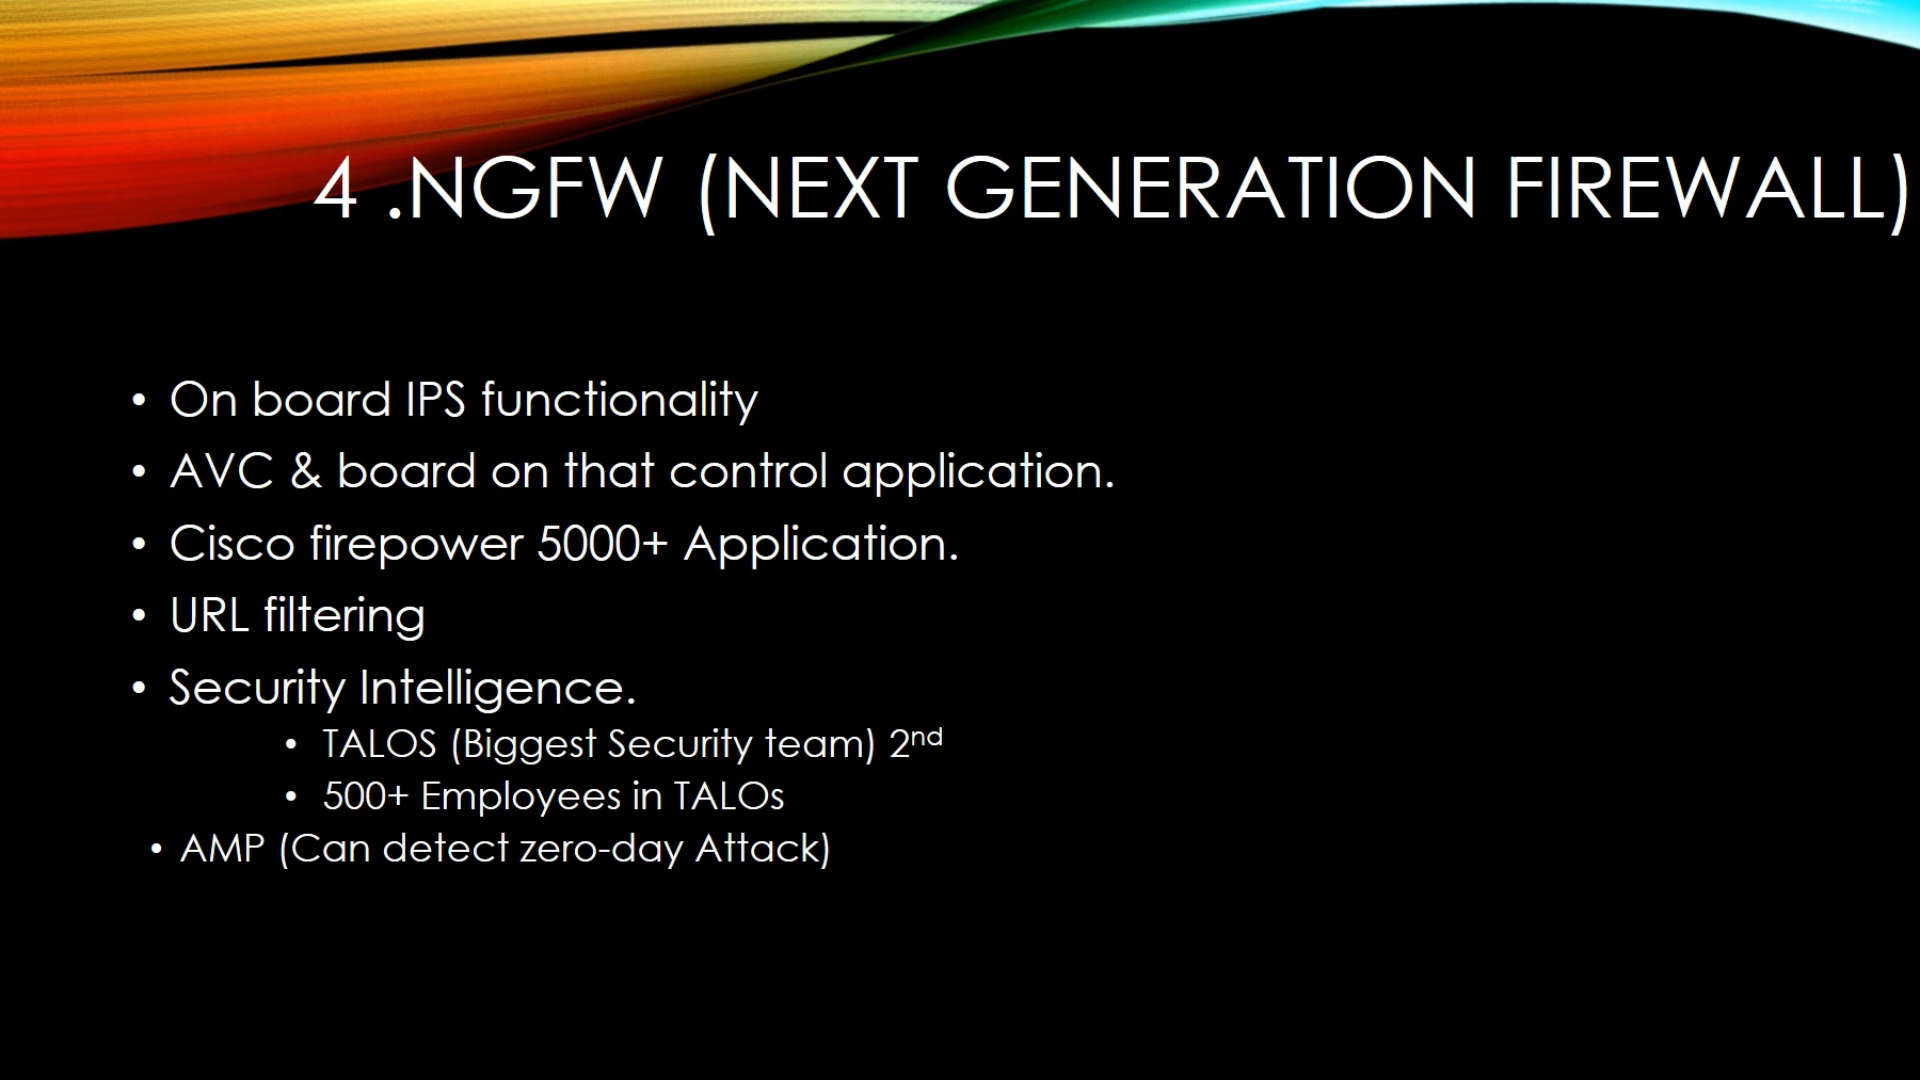 4 .NGFW (NEXT GENERATION FIREWALL)
• On board IPS functionality
• AVC & board on that control application.
• Cisco firepower 5000+ Application.
• URL filtering
• Security Intelligence.
• TALOS (Biggest Security team) 2nd
• 500+ Employees in TALOs
• AMP (Can detect zero-day Attack)